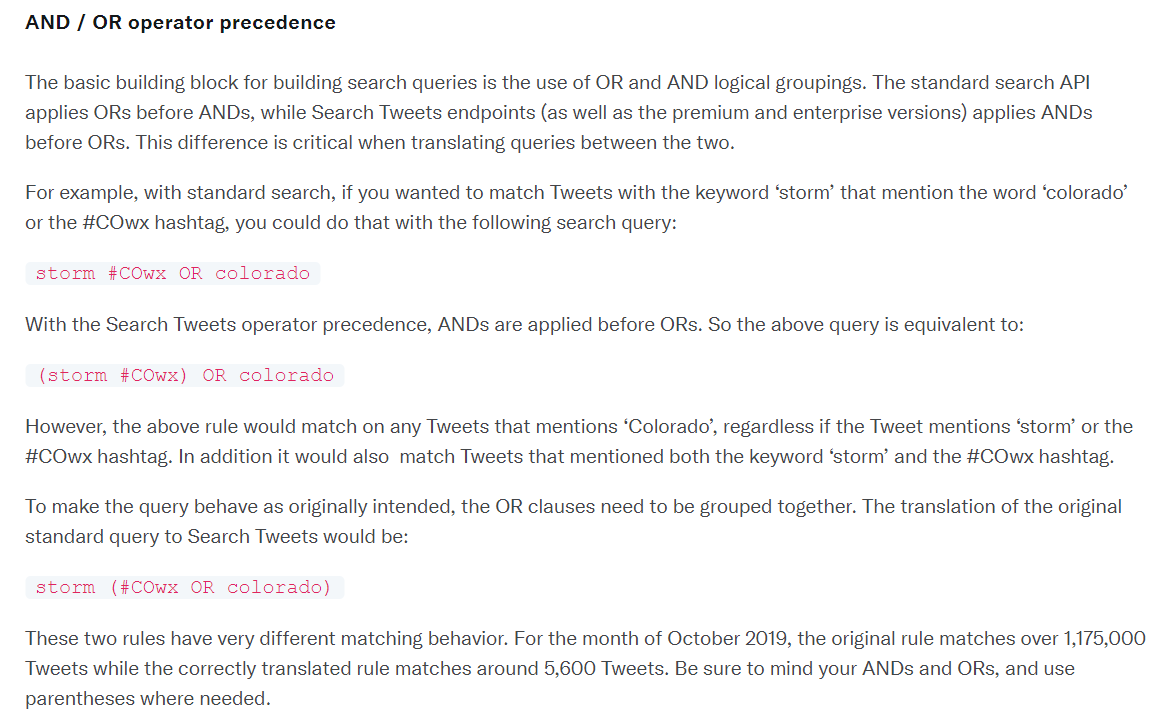 AND / OR operator precedence
The basic building block for building search queries is the use of OR and AND logical groupings. The standard search API
applies ORs before ANDs, while Search Tweets endpoints (as well as the premium and enterprise versions) applies ANDs
before ORs. This difference is critical when translating queries between the two.
For example, with standard search, if you wanted to match Tweets with the keyword ‘storm’ that mention the word ‘colorado’
or the #COwx hashtag, you could do that with the following search query:
storm #COwx OR colorado
With the Search Tweets operator precedence, ANDs are applied before ORs. So the above query is equivalent to:
(storm #COwx) OR colorado
However, the above rule would match on any Tweets that mentions ‘Colorado’, regardless if the Tweet mentions ‘storm’ or the
#COwx hashtag. In addition it would also  match Tweets that mentioned both the keyword ‘storm’ and the #COwx hashtag.
To make the query behave as originally intended, the OR clauses need to be grouped together. The translation of the original
standard query to Search Tweets would be:
storm (#COwx OR colorado)
These two rules have very different matching behavior. For the month of October 2019, the original rule matches over 1,175,000
Tweets while the correctly translated rule matches around 5,600 Tweets. Be sure to mind your ANDs and ORs, and use
parentheses where needed.